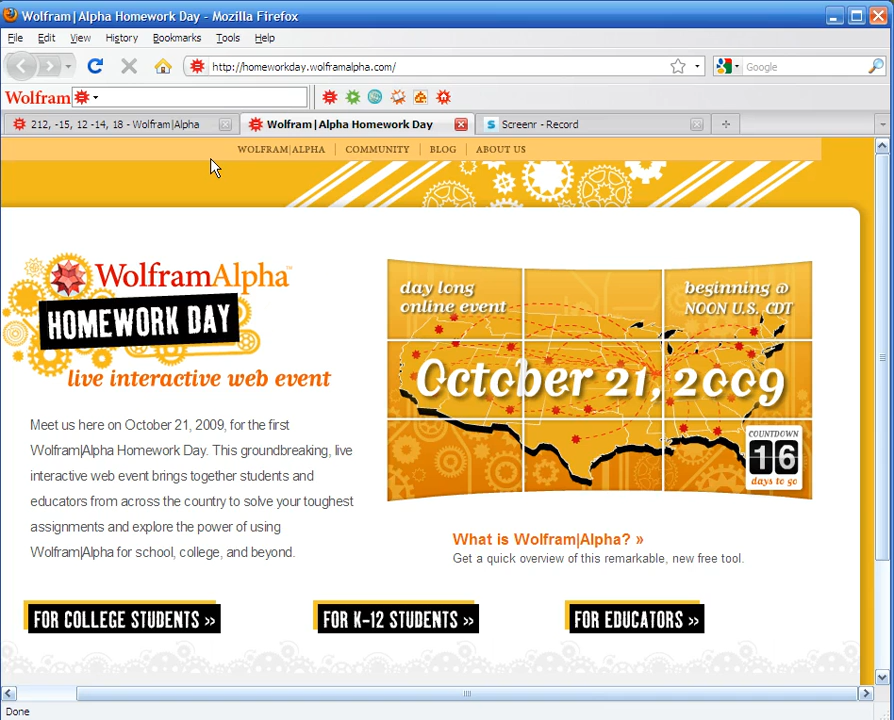 Wolfram|Alpha Homework Day - Mozilla Firefox
File Edit View History Bookmarks Tools Help
http://homeworkday.wolframalpha.com/
Google
Wolfram
212, -15, 12 -14, 18 - Wolfram|Alpha
Wolfram|Alpha Homework Day
Screenr - Record
WOLFRAM|ALPHA | COMMUNITY | BLOG | ABOUT US
WolframAlpha™
HOMEWORK DAY
live interactive web event
Meet us here on October 21, 2009, for the first
Wolfram|Alpha Homework Day. This groundbreaking, live
interactive web event brings together students and
educators from across the country to solve your toughest
assignments and explore the power of using
Wolfram|Alpha for school, college, and beyond.
day long
online event
beginning @
NOON U.S. CDT
October 21, 2009
COUNTDOWN
16
days to go
What is Wolfram|Alpha? »
Get a quick overview of this remarkable, new free tool.
FOR COLLEGE STUDENTS »
FOR K-12 STUDENTS »
FOR EDUCATORS »
Done